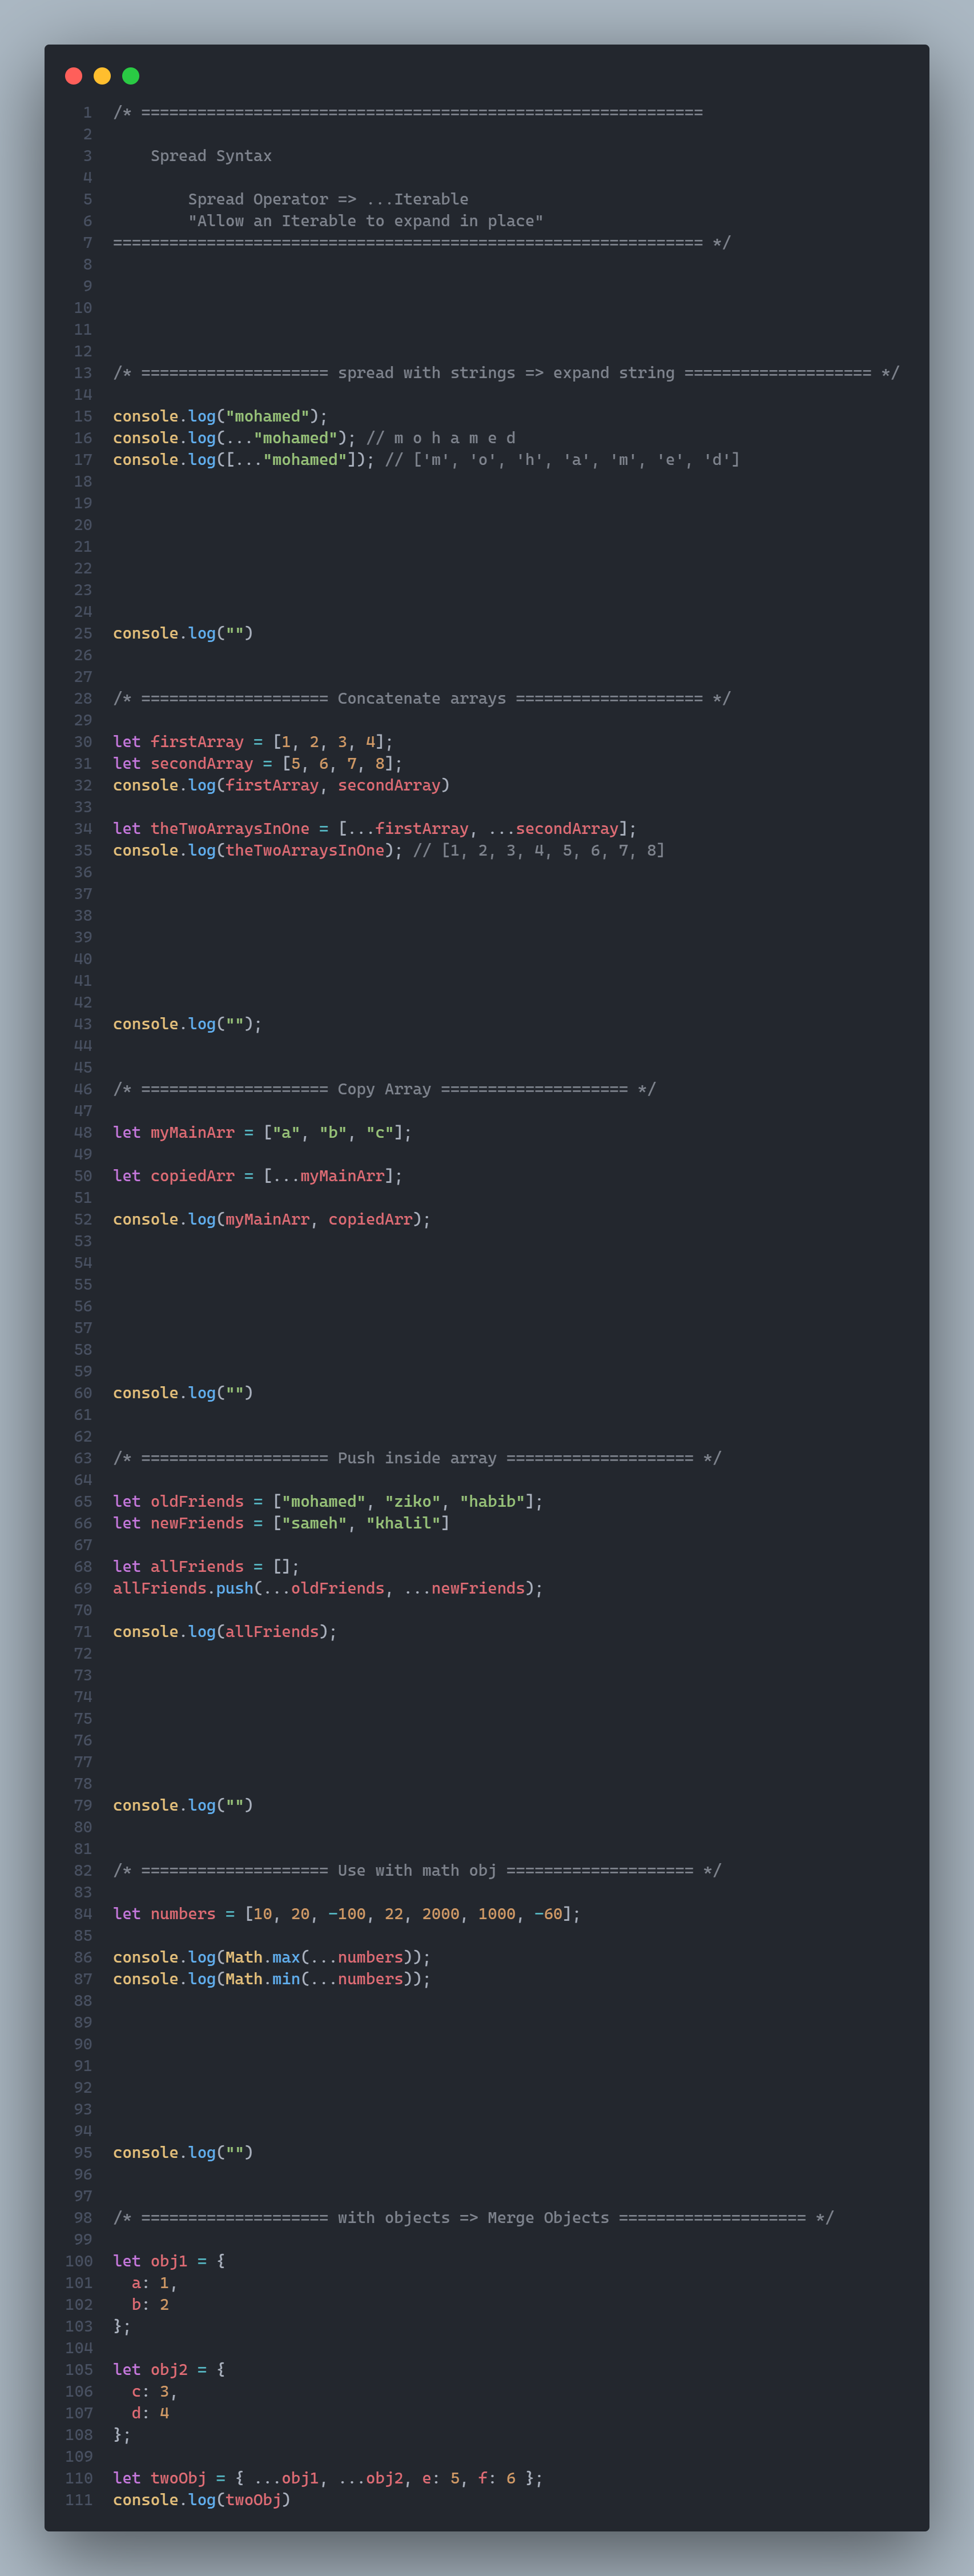 1 /* ============================================================
2
3     Spread Syntax
4
5         Spread Operator => ...Iterable
6         "Allow an Iterable to expand in place"
7 =============================================================== */
8
9
10
11
12
13 /* ==================== spread with strings => expand string ==================== */
14
15 console.log("mohamed");
16 console.log(..."mohamed"); // m o h a m e d
17 console.log([..."mohamed"]); // ['m', 'o', 'h', 'a', 'm', 'e', 'd']
18
19
20
21
22
23
24
25 console.log("")
26
27
28 /* ==================== Concatenate arrays ==================== */
29
30 let firstArray = [1, 2, 3, 4];
31 let secondArray = [5, 6, 7, 8];
32 console.log(firstArray, secondArray)
33
34 let theTwoArraysInOne = [...firstArray, ...secondArray];
35 console.log(theTwoArraysInOne); // [1, 2, 3, 4, 5, 6, 7, 8]
36
37
38
39
40
41
42
43 console.log("");
44
45
46 /* ==================== Copy Array ==================== */
47
48 let myMainArr = ["a", "b", "c"];
49
50 let copiedArr = [...myMainArr];
51
52 console.log(myMainArr, copiedArr);
53
54
55
56
57
58
59
60 console.log("")
61
62
63 /* ==================== Push inside array ==================== */
64
65 let oldFriends = ["mohamed", "ziko", "habib"];
66 let newFriends = ["sameh", "khalil"]
67
68 let allFriends = [];
69 allFriends.push(...oldFriends, ...newFriends);
70
71 console.log(allFriends);
72
73
74
75
76
77
78
79 console.log("")
80
81
82 /* ==================== Use with math obj ==================== */
83
84 let numbers = [10, 20, -100, 22, 2000, 1000, -60];
85
86 console.log(Math.max(...numbers));
87 console.log(Math.min(...numbers));
88
89
90
91
92
93
94
95 console.log("")
96
97
98 /* ==================== with objects => Merge Objects ==================== */
99
100 let obj1 = {
101   a: 1,
102   b: 2
103 };
104
105 let obj2 = {
106   c: 3,
107   d: 4
108 };
109
110 let twoObj = { ...obj1, ...obj2, e: 5, f: 6 };
111 console.log(twoObj)